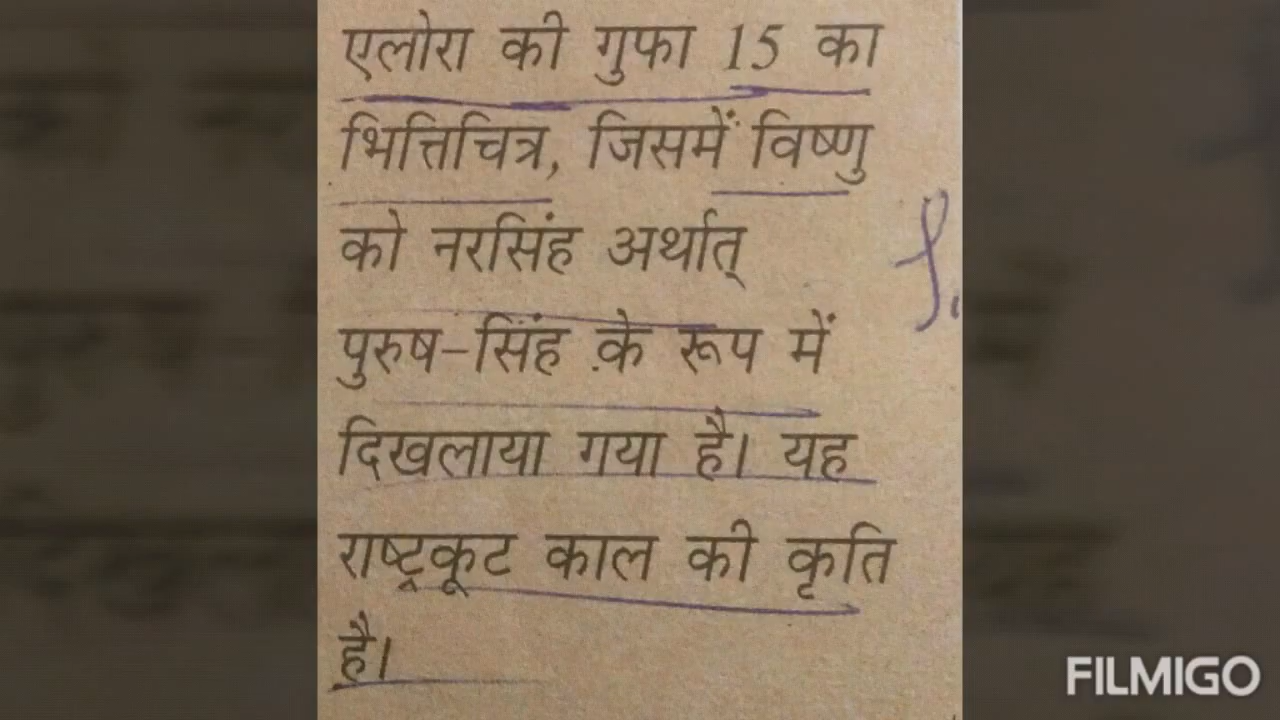 एलोरा की गुफा 15 का
भित्तिचित्र, जिसमें विष्णु
को नरसिंह अर्थात्
पुरुष-सिंह के रूप में
दिखलाया गया है। यह
राष्ट्रकूट काल की कृति
है।
FILMIGO